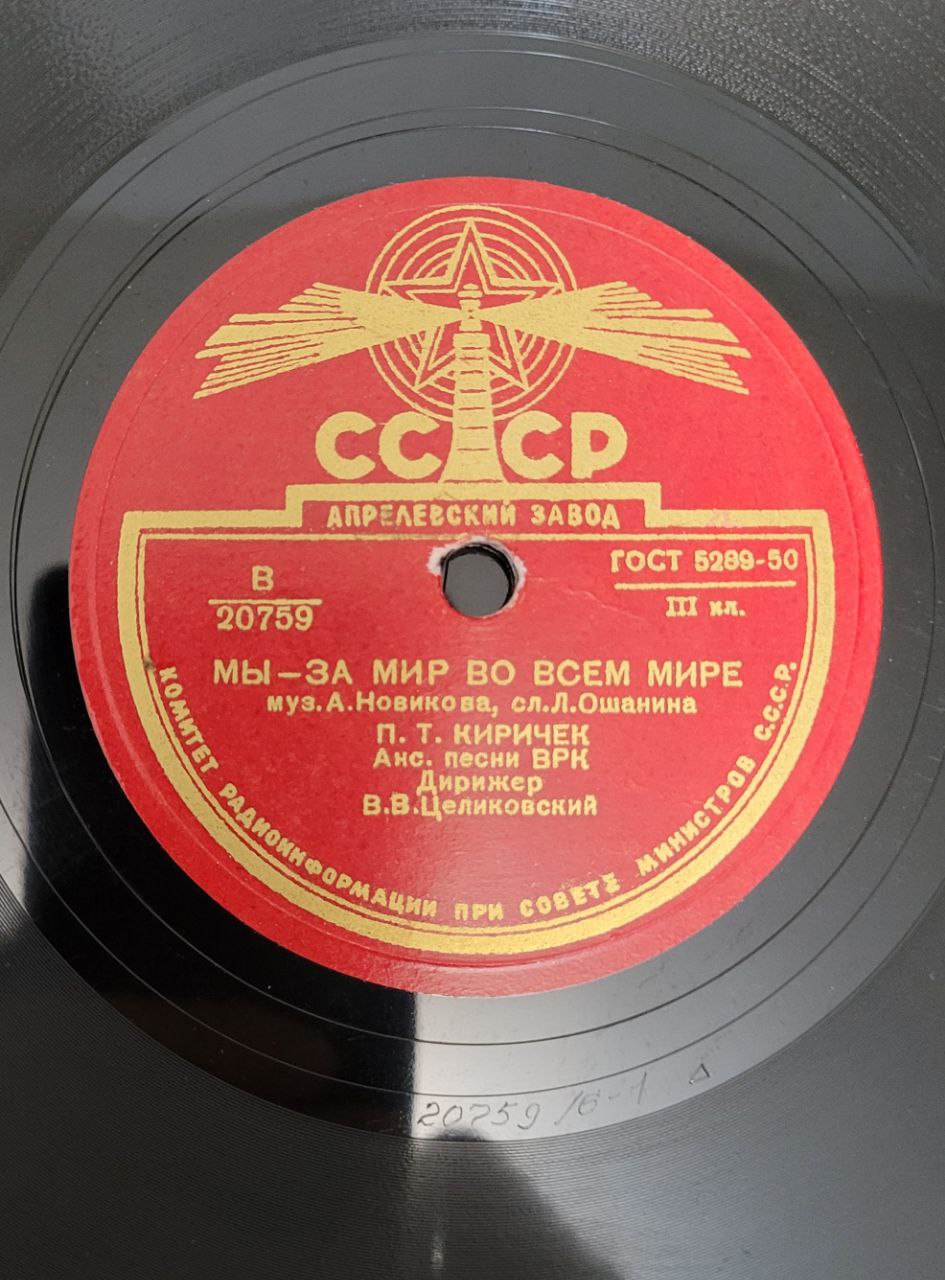 СССР
АПРЕЛЕВСКИЙ ЗАВОД
В
20759
ГОСТ 5289-50
III кл.
МЫ — ЗА МИР ВО ВСЕМ МИРЕ
муз. А. Новикова, сл. Л. Ошанина
П. Т. КИРИЧЕК
Анс. песни ВРК
Дирижер
В. В. Целиковский
КОМИТЕТ РАДИОИНФОРМАЦИИ ПРИ СОВЕТЕ МИНИСТРОВ С.С.С.Р.
20759 /6-1 Δ